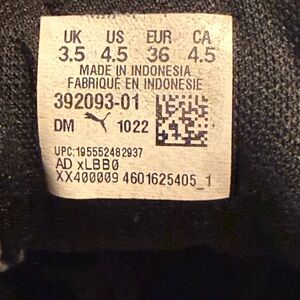 UK US EUR CA
3.5 4.5 36 4.5
MADE IN INDONESIA
FABRIQUÉ EN INDONESIE
392093-01
DM 1022
UPC:195552482937
AD xLBB0
XX400009 4601625405_1